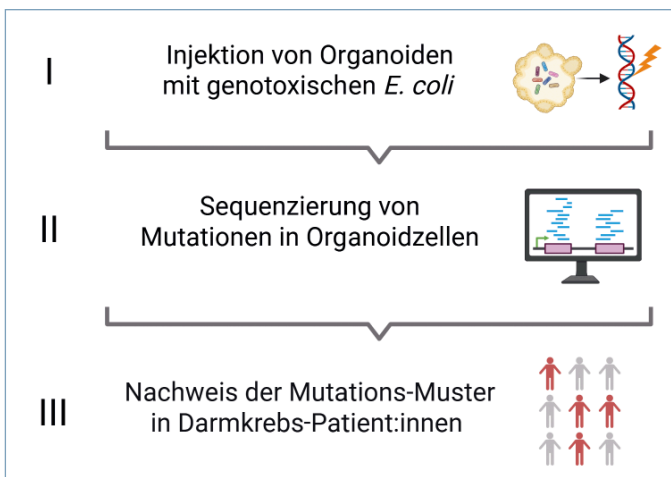 I
Injektion von Organoiden
mit genotoxischen E. coli
II
Sequenzierung von
Mutationen in Organoidzellen
III
Nachweis der Mutations-Muster
in Darmkrebs-Patient:innen